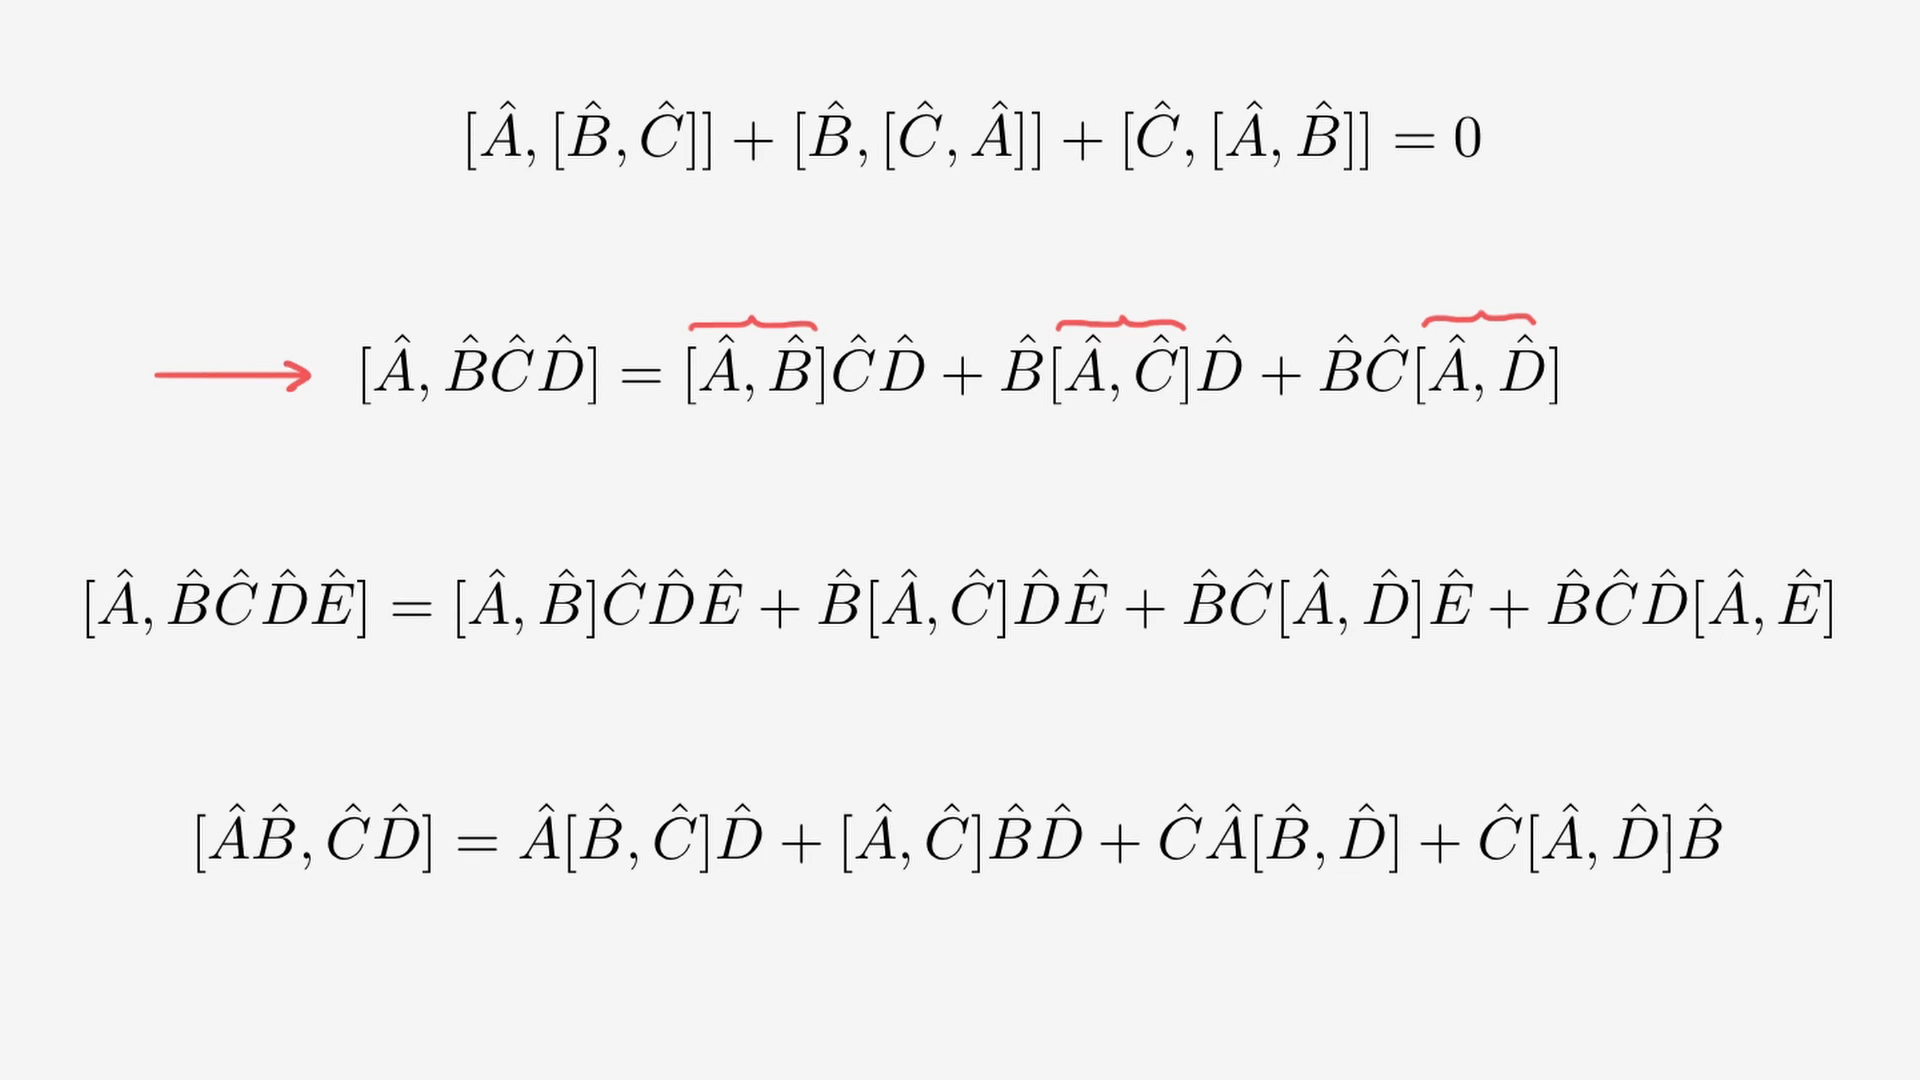 [Â, [B̂, Ĉ]] + [B̂, [Ĉ, Â]] + [Ĉ, [Â, B̂]] = 0
[Â, B̂ĈD̂] = [Â, B̂]ĈD̂ + B̂[Â, Ĉ]D̂ + B̂Ĉ[Â, D̂]
[Â, B̂ĈD̂Ê] = [Â, B̂]ĈD̂Ê + B̂[Â, Ĉ]D̂Ê + B̂Ĉ[Â, D̂]Ê + B̂ĈD̂[Â, Ê]
[ÂB̂, ĈD̂] = Â[B̂, Ĉ]D̂ + [Â, Ĉ]B̂D̂ + ĈÂ[B̂, D̂] + Ĉ[Â, D̂]B̂